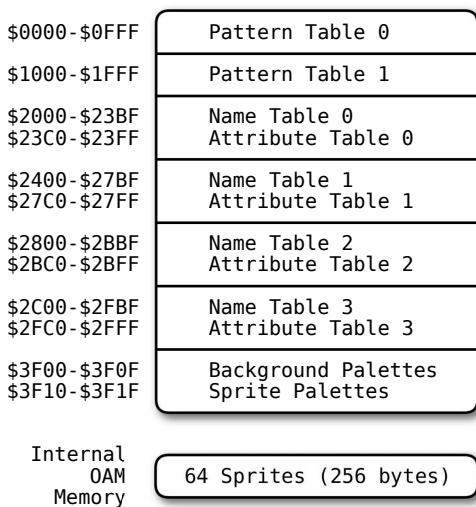 $0000-$0FFF Pattern Table 0
$1000-$1FFF Pattern Table 1
$2000-$23BF Name Table 0
$23C0-$23FF Attribute Table 0
$2400-$27BF Name Table 1
$27C0-$27FF Attribute Table 1
$2800-$2BBF Name Table 2
$2BC0-$2BFF Attribute Table 2
$2C00-$2FBF Name Table 3
$2FC0-$2FFF Attribute Table 3
$3F00-$3F0F Background Palettes
$3F10-$3F1F Sprite Palettes
Internal
OAM 64 Sprites (256 bytes)
Memory